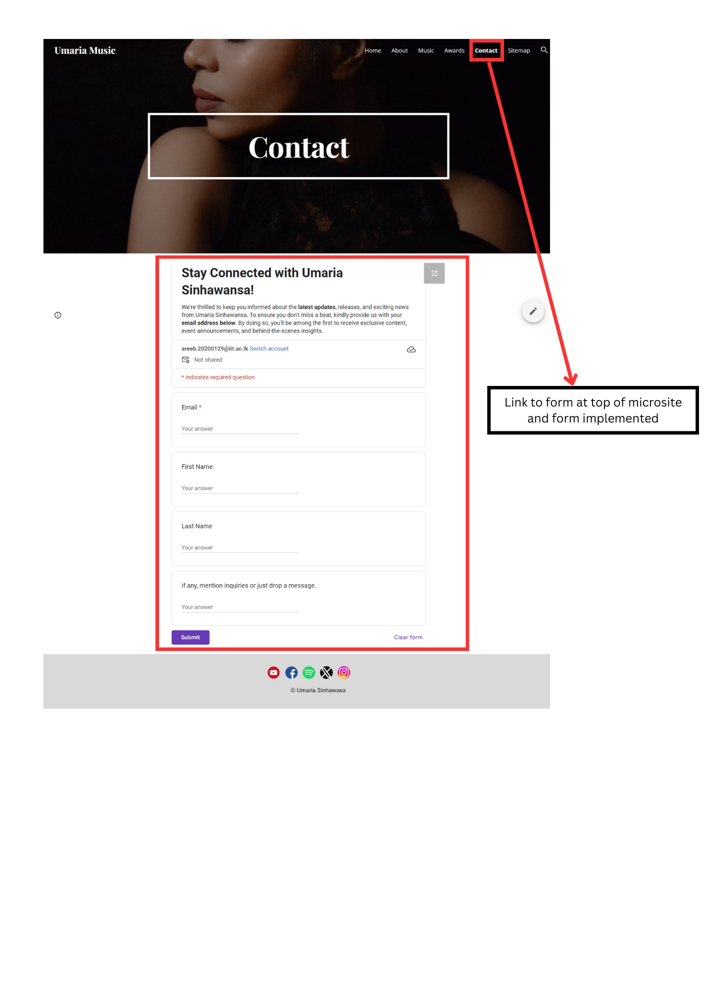 Umaria Music
Home About Music Awards Contact Sitemap
Contact
Stay Connected with Umaria
Sinhawansa!
We're thrilled to keep you informed about the latest updates, releases, and exciting news
from Umaria Sinhawansa. To ensure you don't miss a beat, kindly provide us with your
email address below. By doing so, you'll be among the first to receive exclusive content,
event announcements, and behind-the-scenes insights.
areeb.20200129@iit.ac.lk Switch account
Not shared
* Indicates required question
Link to form at top of microsite
and form implemented
Email *
Your answer
First Name
Your answer
Last Name
Your answer
If any, mention inquiries or just drop a message.
Your answer
Submit Clear form
© Umaria Sinhawasa